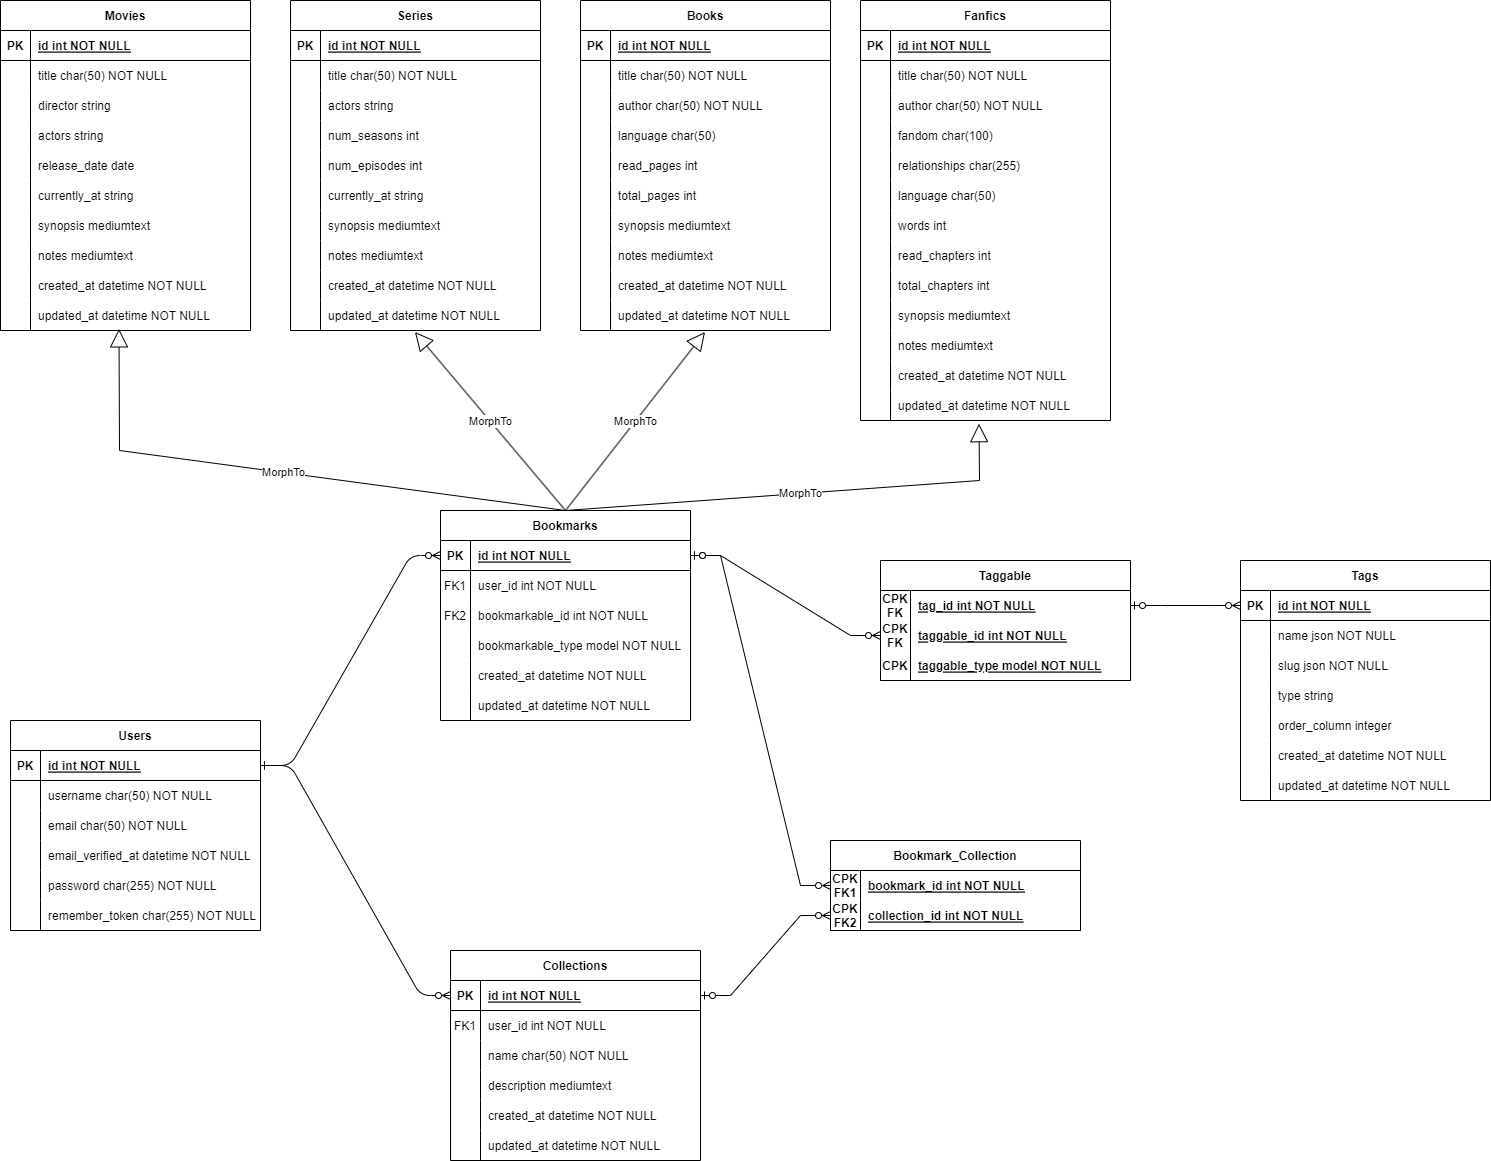 Movies
PK id int NOT NULL
title char(50) NOT NULL
director string
actors string
release_date date
currently_at string
synopsis mediumtext
notes mediumtext
created_at datetime NOT NULL
updated_at datetime NOT NULL
Series
PK id int NOT NULL
title char(50) NOT NULL
actors string
num_seasons int
num_episodes int
currently_at string
synopsis mediumtext
notes mediumtext
created_at datetime NOT NULL
updated_at datetime NOT NULL
Books
PK id int NOT NULL
title char(50) NOT NULL
author char(50) NOT NULL
language char(50)
read_pages int
total_pages int
synopsis mediumtext
notes mediumtext
created_at datetime NOT NULL
updated_at datetime NOT NULL
Fanfics
PK id int NOT NULL
title char(50) NOT NULL
author char(50) NOT NULL
fandom char(100)
relationships char(255)
language char(50)
words int
read_chapters int
total_chapters int
synopsis mediumtext
notes mediumtext
created_at datetime NOT NULL
updated_at datetime NOT NULL
MorphTo
MorphTo
MorphTo
MorphTo
Bookmarks
PK id int NOT NULL
FK1 user_id int NOT NULL
FK2 bookmarkable_id int NOT NULL
bookmarkable_type model NOT NULL
created_at datetime NOT NULL
updated_at datetime NOT NULL
Taggable
CPK
FK tag_id int NOT NULL
CPK
FK taggable_id int NOT NULL
CPK taggable_type model NOT NULL
Tags
PK id int NOT NULL
name json NOT NULL
slug json NOT NULL
type string
order_column integer
created_at datetime NOT NULL
updated_at datetime NOT NULL
Users
PK id int NOT NULL
username char(50) NOT NULL
email char(50) NOT NULL
email_verified_at datetime NOT NULL
password char(255) NOT NULL
remember_token char(255) NOT NULL
Bookmark_Collection
CPK
FK1 bookmark_id int NOT NULL
CPK
FK2 collection_id int NOT NULL
Collections
PK id int NOT NULL
FK1 user_id int NOT NULL
name char(50) NOT NULL
description mediumtext
created_at datetime NOT NULL
updated_at datetime NOT NULL